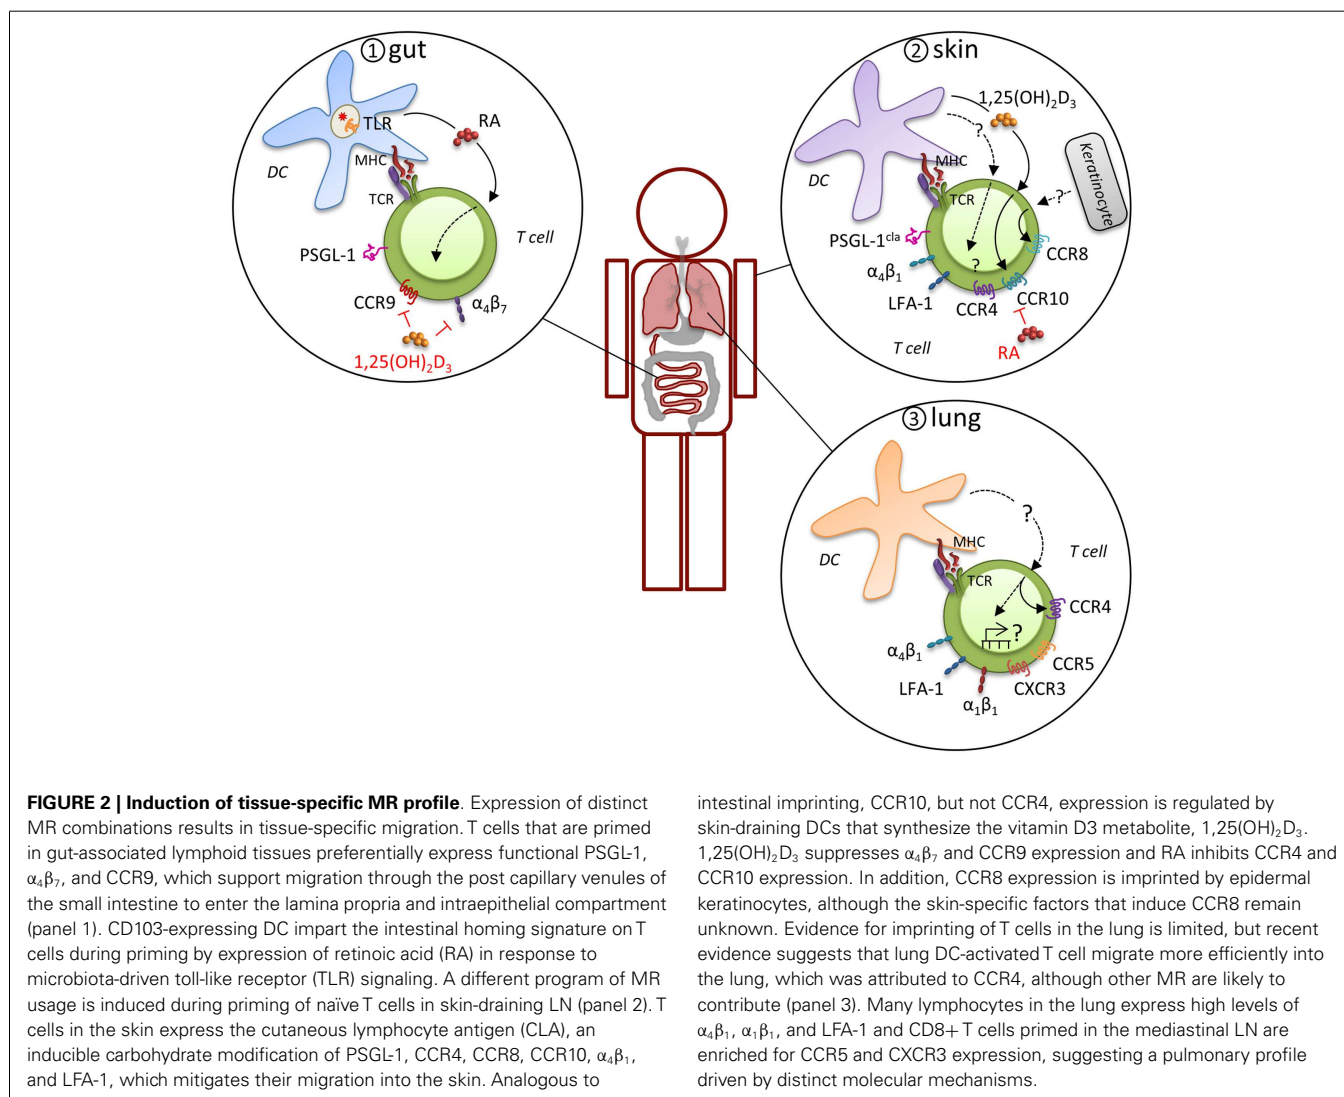 ① gut
TLR
RA
DC
MHC
TCR
T cell
PSGL-1
CCR9
α₄β₇
1,25(OH)₂D₃
② skin
1,25(OH)₂D₃
?
Keratinocyte
DC
MHC
?
TCR
PSGL-1ᶜˡᵃ
CCR8
α₄β₁
?
LFA-1
CCR4
CCR10
T cell
RA
③ lung
?
MHC
DC
T cell
TCR
CCR4
?
α₄β₁
CCR5
LFA-1
CXCR3
α₁β₁
FIGURE 2 | Induction of tissue-specific MR profile. Expression of distinct
MR combinations results in tissue-specific migration. T cells that are primed
in gut-associated lymphoid tissues preferentially express functional PSGL-1,
α₄β₇, and CCR9, which support migration through the post capillary venules of
the small intestine to enter the lamina propria and intraepithelial compartment
(panel 1). CD103-expressing DC impart the intestinal homing signature on T
cells during priming by expression of retinoic acid (RA) in response to
microbiota-driven toll-like receptor (TLR) signaling. A different program of MR
usage is induced during priming of naïve T cells in skin-draining LN (panel 2). T
cells in the skin express the cutaneous lymphocyte antigen (CLA), an
inducible carbohydrate modification of PSGL-1, CCR4, CCR8, CCR10, α₄β₁,
and LFA-1, which mitigates their migration into the skin. Analogous to
intestinal imprinting, CCR10, but not CCR4, expression is regulated by
skin-draining DCs that synthesize the vitamin D3 metabolite, 1,25(OH)₂D₃.
1,25(OH)₂D₃ suppresses α₄β₇ and CCR9 expression and RA inhibits CCR4 and
CCR10 expression. In addition, CCR8 expression is imprinted by epidermal
keratinocytes, although the skin-specific factors that induce CCR8 remain
unknown. Evidence for imprinting of T cells in the lung is limited, but recent
evidence suggests that lung DC-activated T cell migrate more efficiently into
the lung, which was attributed to CCR4, although other MR are likely to
contribute (panel 3). Many lymphocytes in the lung express high levels of
α₄β₁, α₁β₁, and LFA-1 and CD8+ T cells primed in the mediastinal LN are
enriched for CCR5 and CXCR3 expression, suggesting a pulmonary profile
driven by distinct molecular mechanisms.